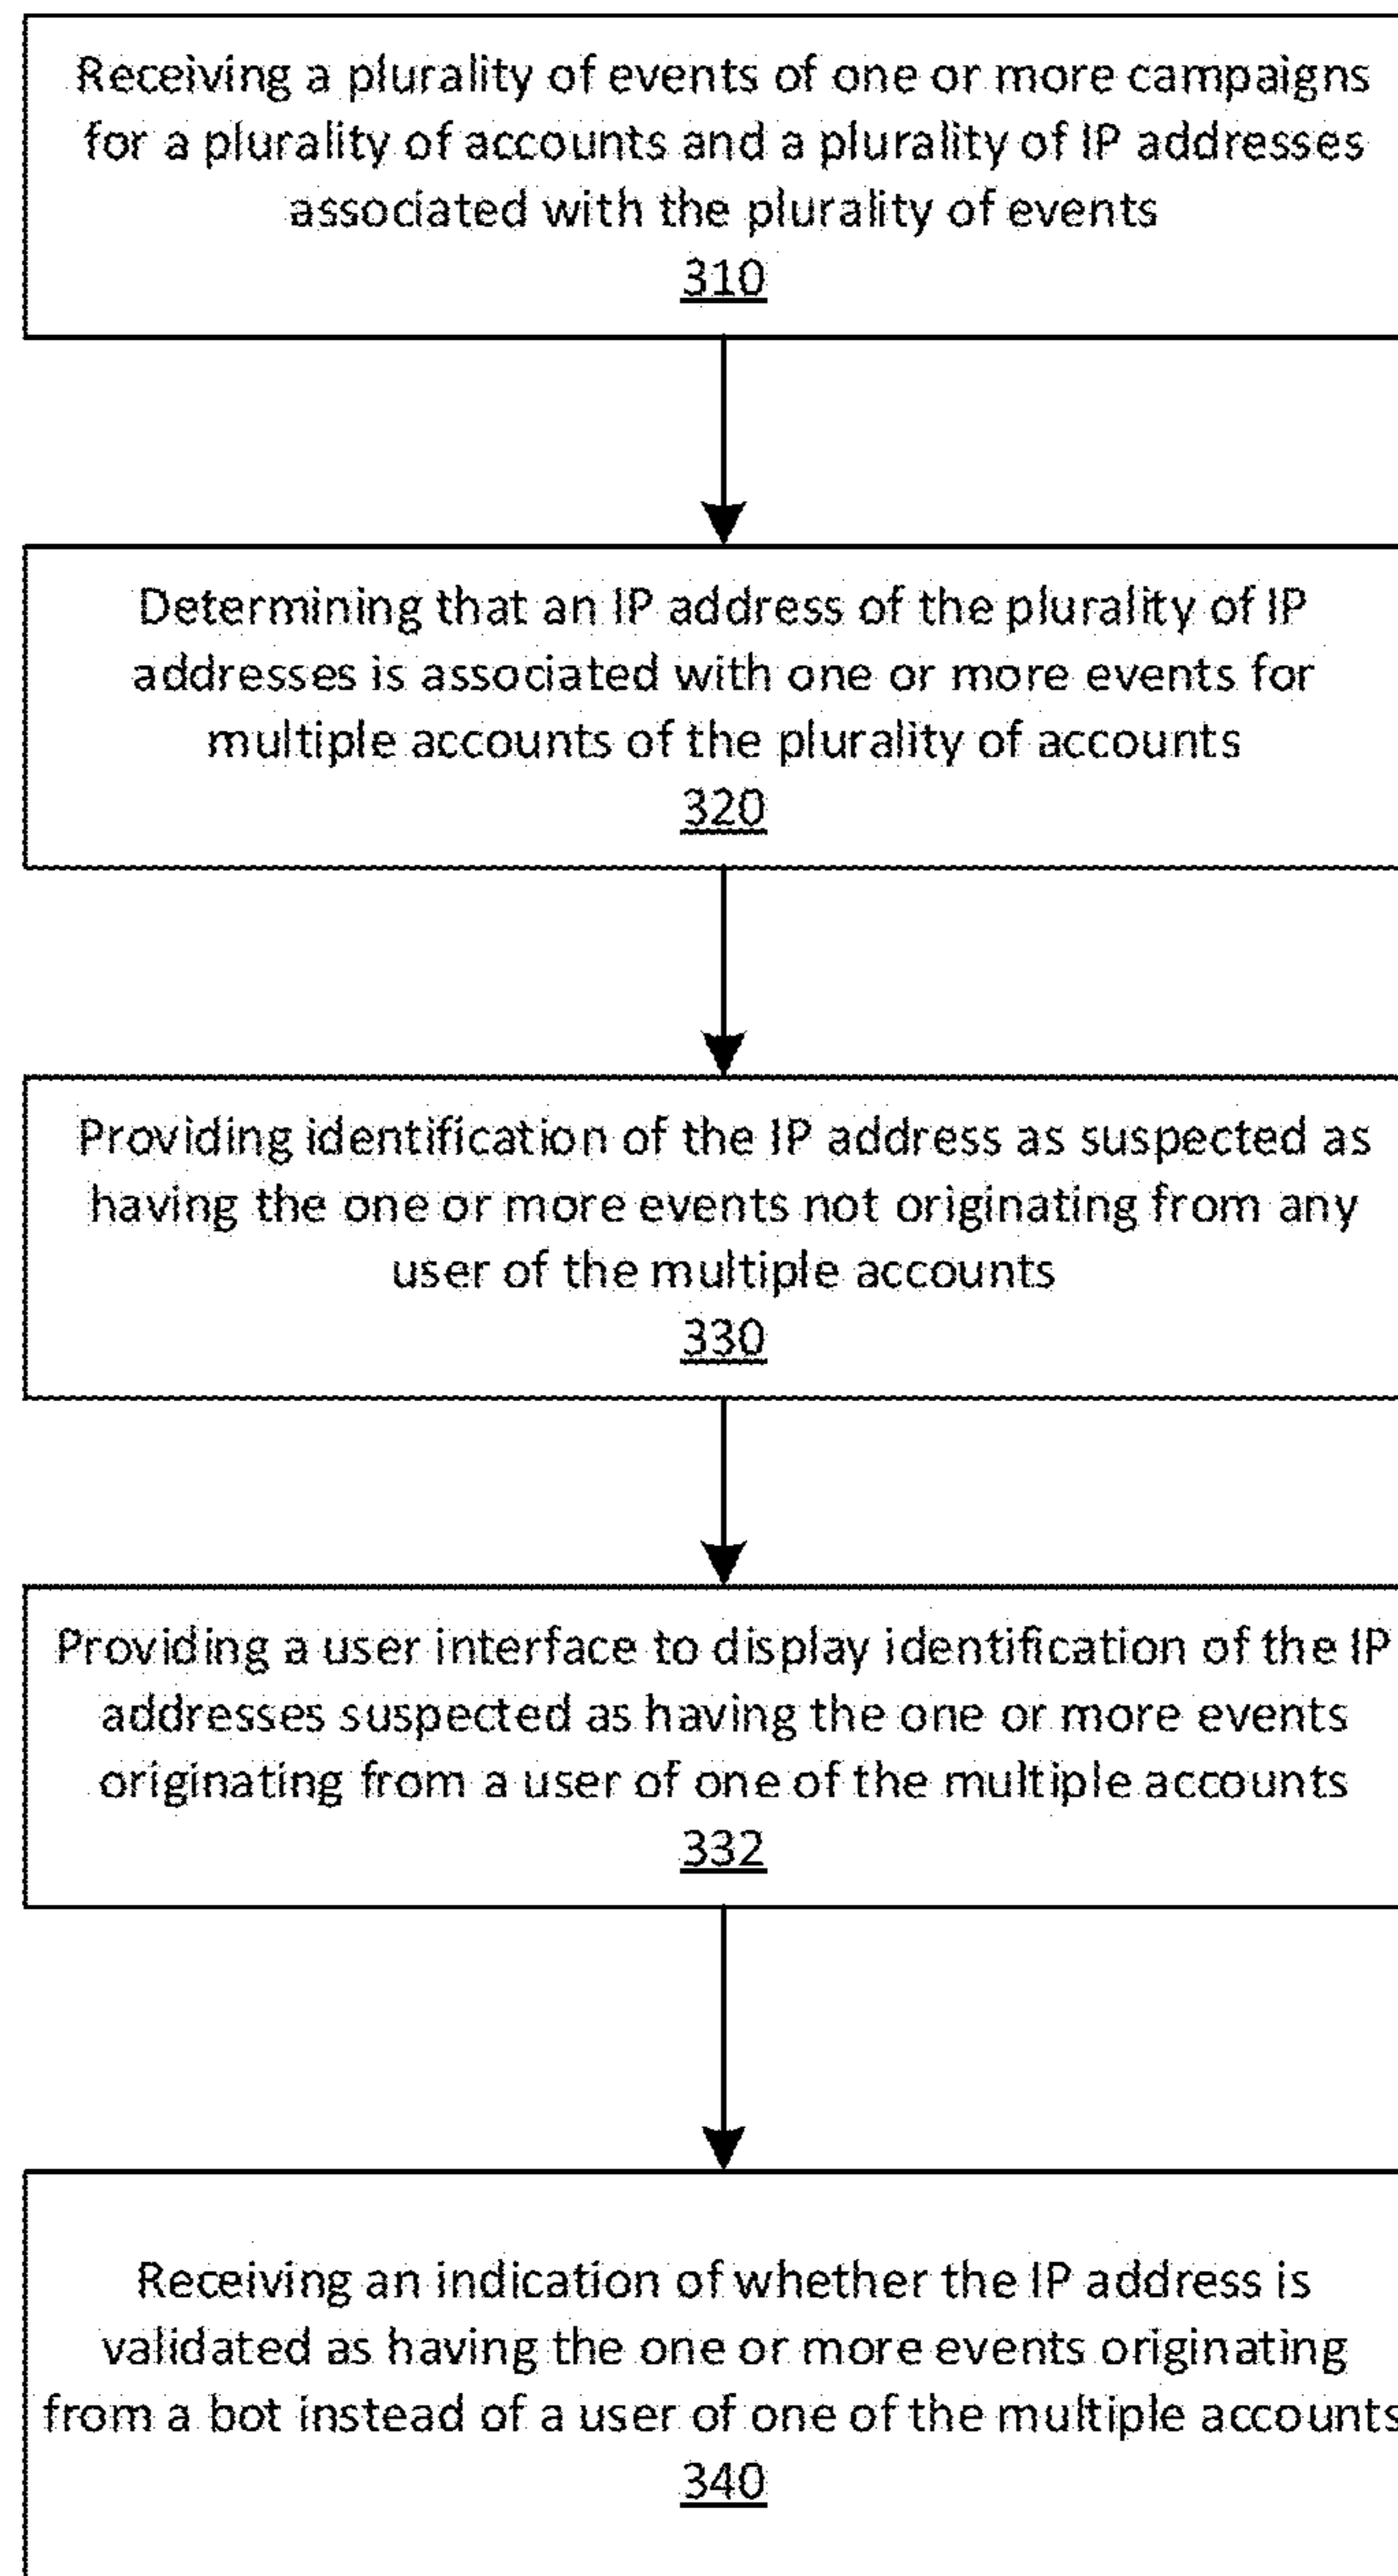 Receiving a plurality of events of one or more campaigns
for a plurality of accounts and a plurality of IP addresses
associated with the plurality of events
310
Determining that an IP address of the plurality of IP
addresses is associated with one or more events for
multiple accounts of the plurality of accounts
320
Providing identification of the IP address as suspected as
having the one or more events not originating from any
user of the multiple accounts
330
Providing a user interface to display identification of the IP
addresses suspected as having the one or more events
originating from a user of one of the multiple accounts
332
Receiving an indication of whether the IP address is
validated as having the one or more events originating
from a bot instead of a user of one of the multiple accounts
340